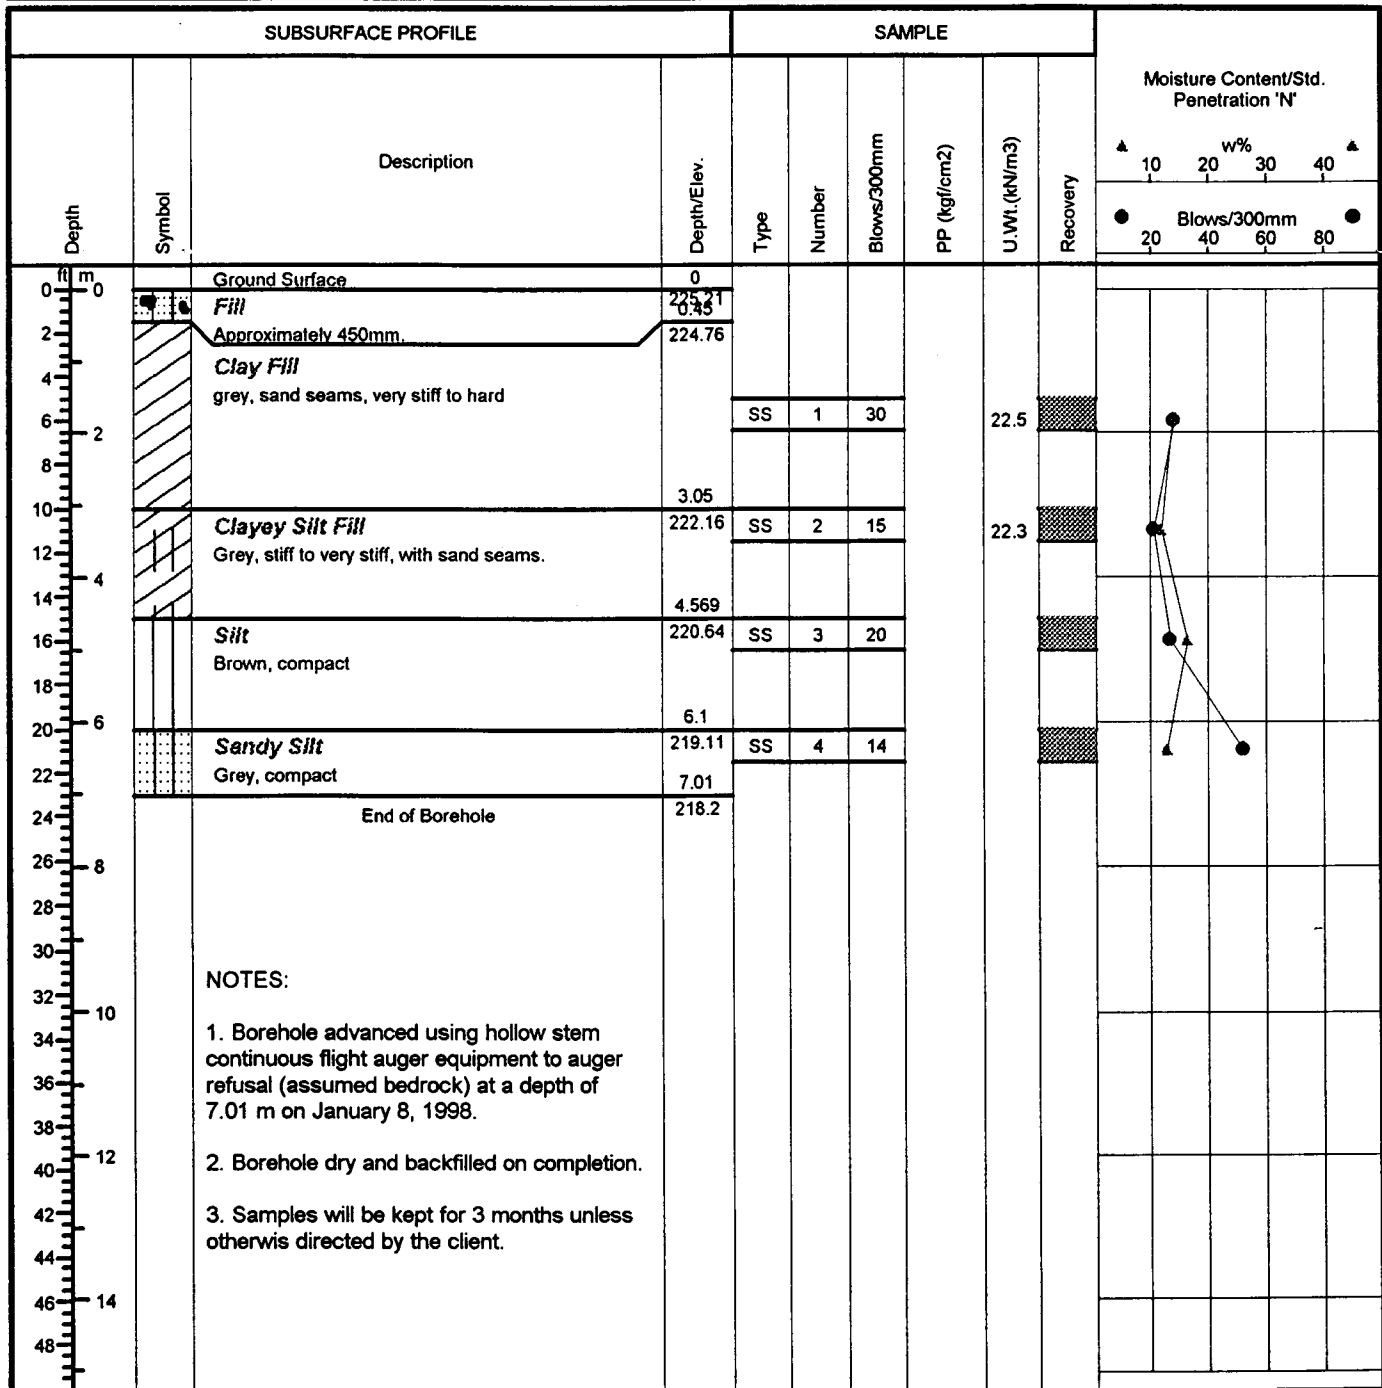 SUBSURFACE PROFILE
SAMPLE
Moisture Content/Std.
Penetration 'N'
w%
10 20 30 40
Blows/300mm
20 40 60 80
Depth
Symbol
Description
Depth/Elev.
Type
Number
Blows/300mm
PP (kgf/cm2)
U.Wt.(kN/m3)
Recovery
ft m
Ground Surface 0
0 0
Fill 225.21
0.45
Approximately 450mm. 224.76
2
Clay Fill
4
grey, sand seams, very stiff to hard
6 SS 1 30 22.5
2
8
3.05
10
Clayey Silt Fill 222.16 SS 2 15 22.3
12
Grey, stiff to very stiff, with sand seams.
4
14
4.569
Silt 220.64 SS 3 20
16
Brown, compact
18
6.1
6
20
Sandy Silt 219.11 SS 4 14
22
Grey, compact 7.01
24
End of Borehole 218.2
26
8
28
30
NOTES:
32
10
1. Borehole advanced using hollow stem
34
continuous flight auger equipment to auger
36
refusal (assumed bedrock) at a depth of
7.01 m on January 8, 1998.
38
12
2. Borehole dry and backfilled on completion.
40
42
3. Samples will be kept for 3 months unless
otherwis directed by the client.
44
46
14
48